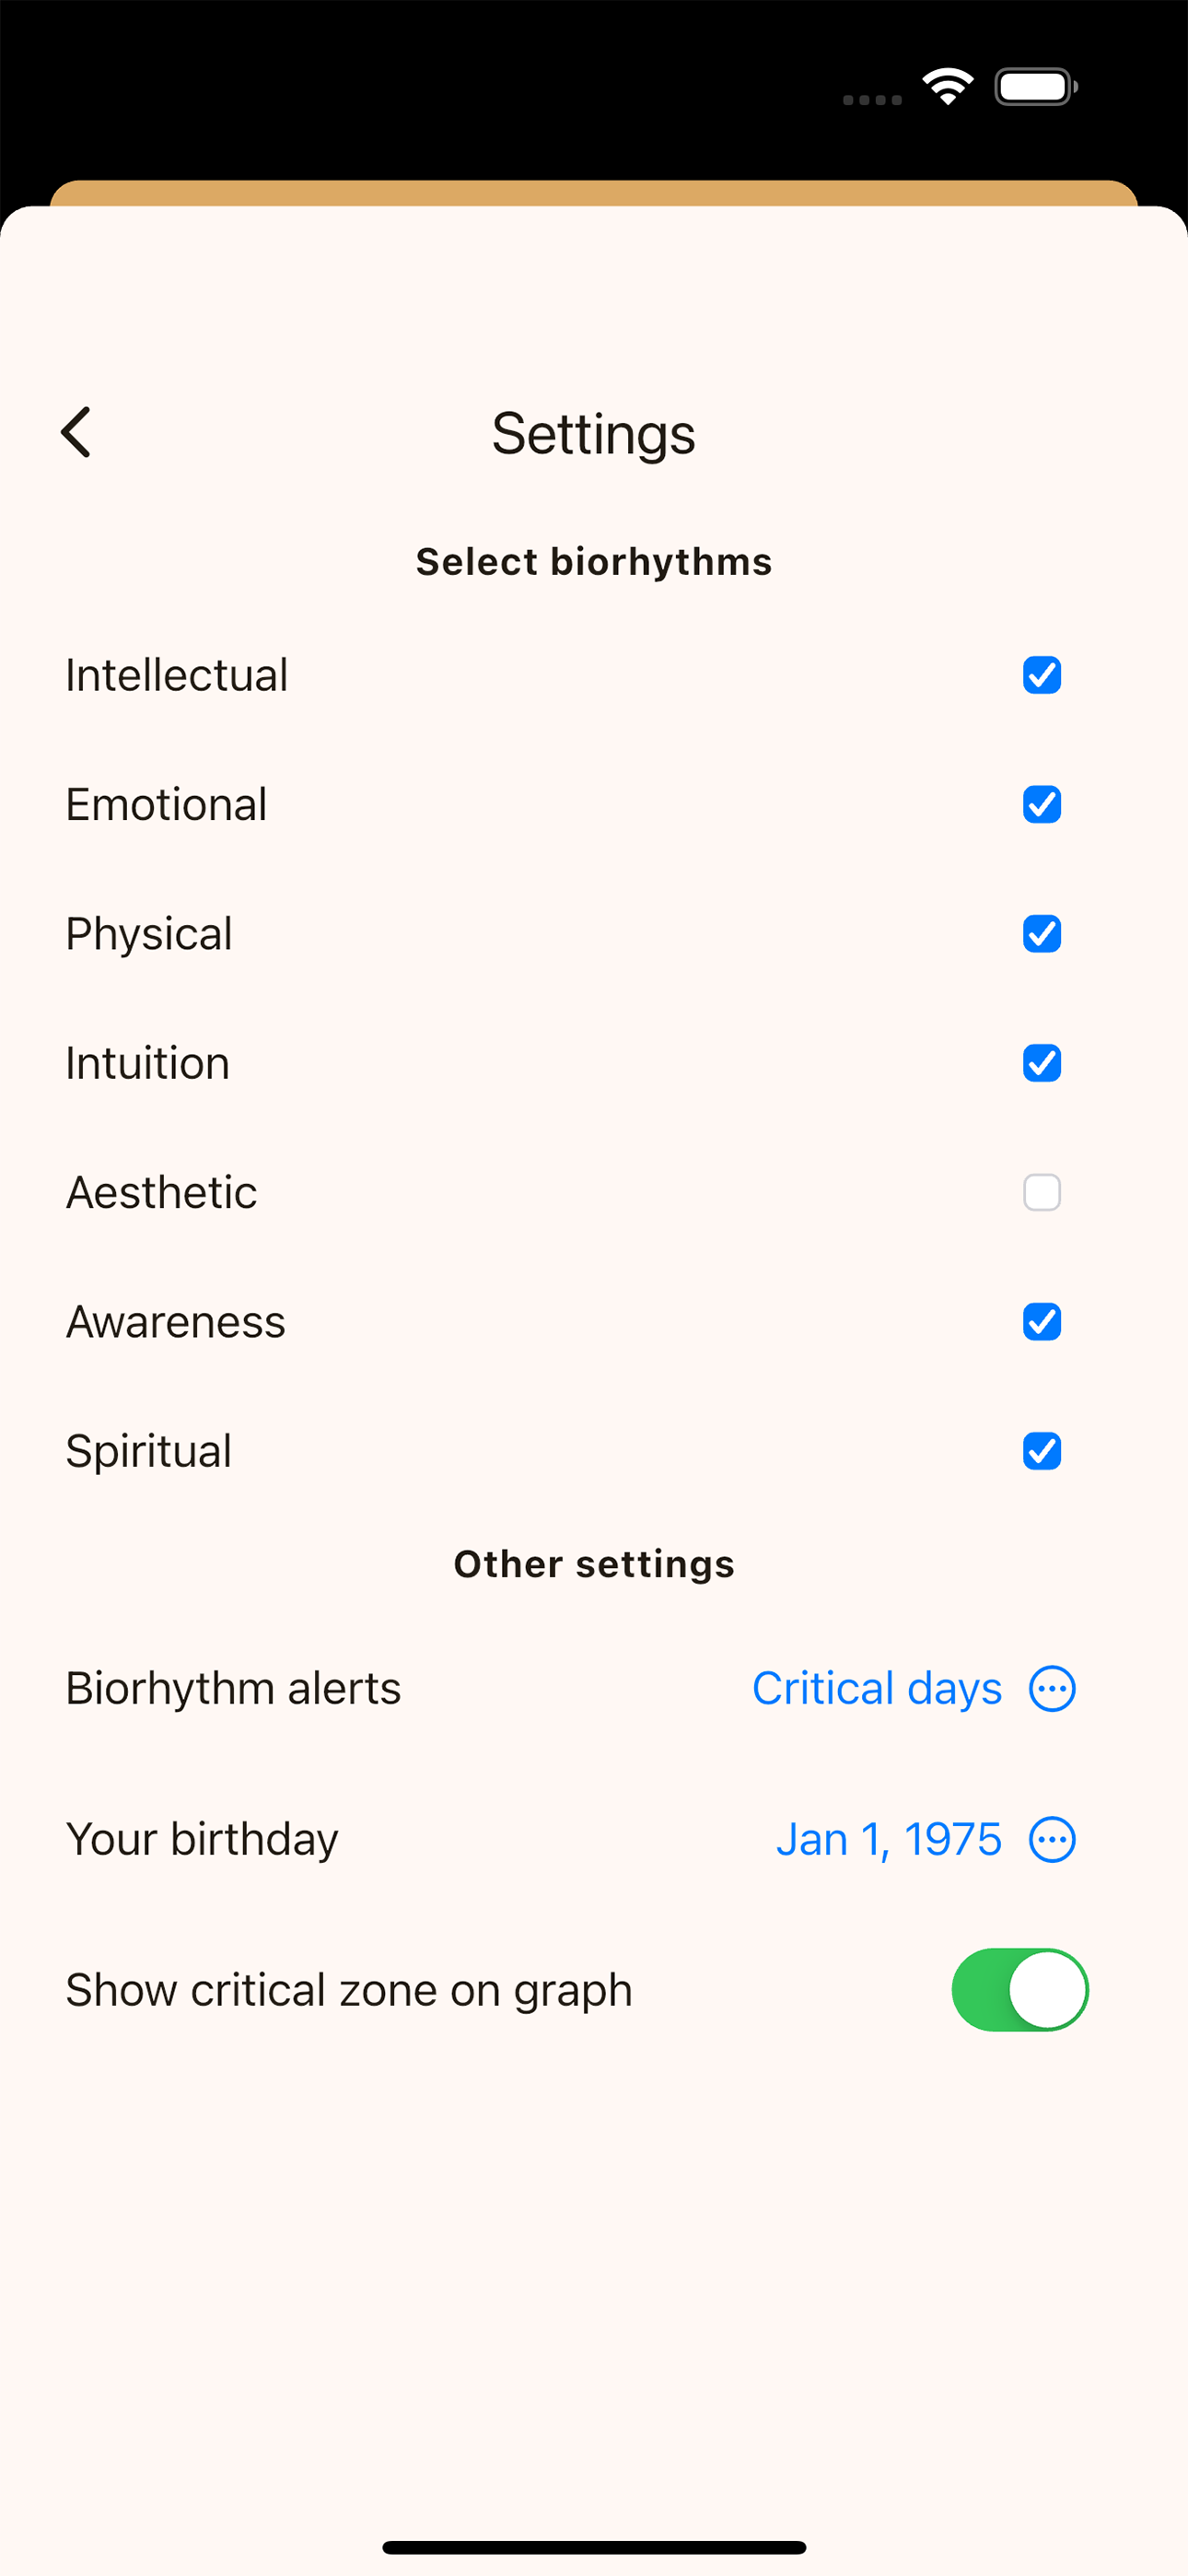 Settings
Select biorhythms
Intellectual
Emotional
Physical
Intuition
Aesthetic
Awareness
Spiritual
Other settings
Biorhythm alerts Critical days
Your birthday Jan 1, 1975
Show critical zone on graph